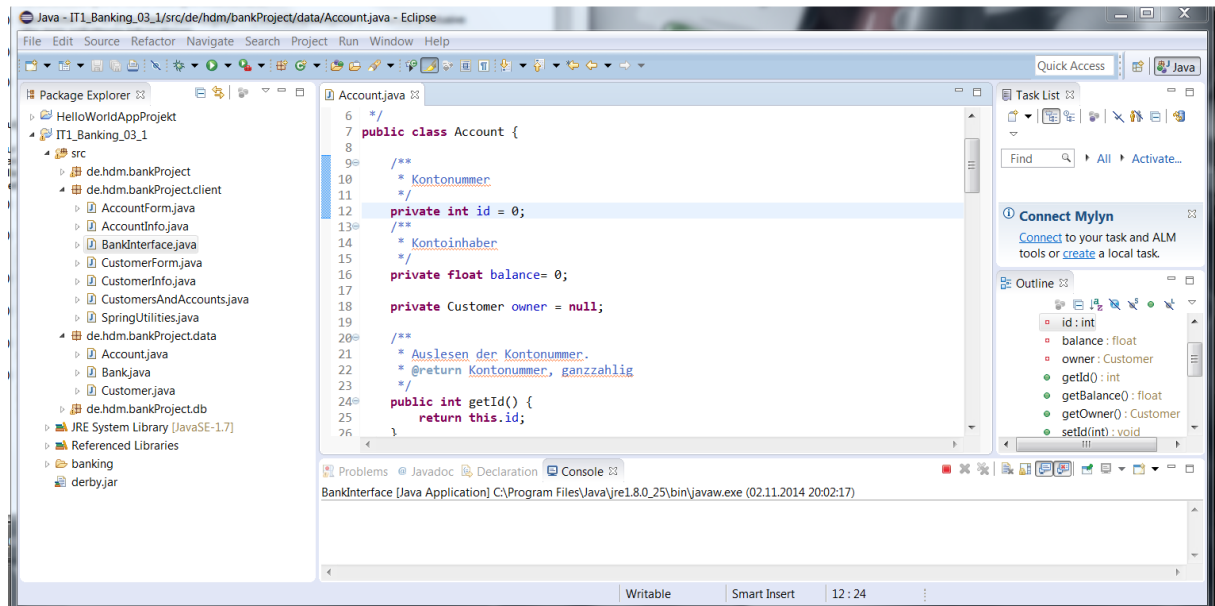 Java - IT1_Banking_03_1/src/de/hdm/bankProject/data/Account.java - Eclipse
File Edit Source Refactor Navigate Search Project Run Window Help
Quick Access Java
Package Explorer
HelloWorldAppProjekt
IT1_Banking_03_1
src
de.hdm.bankProject
de.hdm.bankProject.client
AccountForm.java
AccountInfo.java
BankInterface.java
CustomerForm.java
CustomerInfo.java
CustomersAndAccounts.java
SpringUtilities.java
de.hdm.bankProject.data
Account.java
Bank.java
Customer.java
de.hdm.bankProject.db
JRE System Library [JavaSE-1.7]
Referenced Libraries
banking
derby.jar
Account.java
6 */
7 public class Account {
8
9 /**
10 * Kontonummer
11 */
12 private int id = 0;
13 /**
14 * Kontoinhaber
15 */
16 private float balance= 0;
17
18 private Customer owner = null;
19
20 /**
21 * Auslesen der Kontonummer.
22 * @return Kontonummer, ganzzahlig
23 */
24 public int getId() {
25 return this.id;
26 }
Task List
Find All Activate...
Connect Mylyn
Connect to your task and ALM
tools or create a local task.
Outline
id : int
balance : float
owner : Customer
getId() : int
getBalance() : float
getOwner() : Customer
setId(int) : void
Problems @ Javadoc Declaration Console
BankInterface [Java Application] C:\Program Files\Java\jre1.8.0_25\bin\javaw.exe (02.11.2014 20:02:17)
Writable Smart Insert 12 : 24